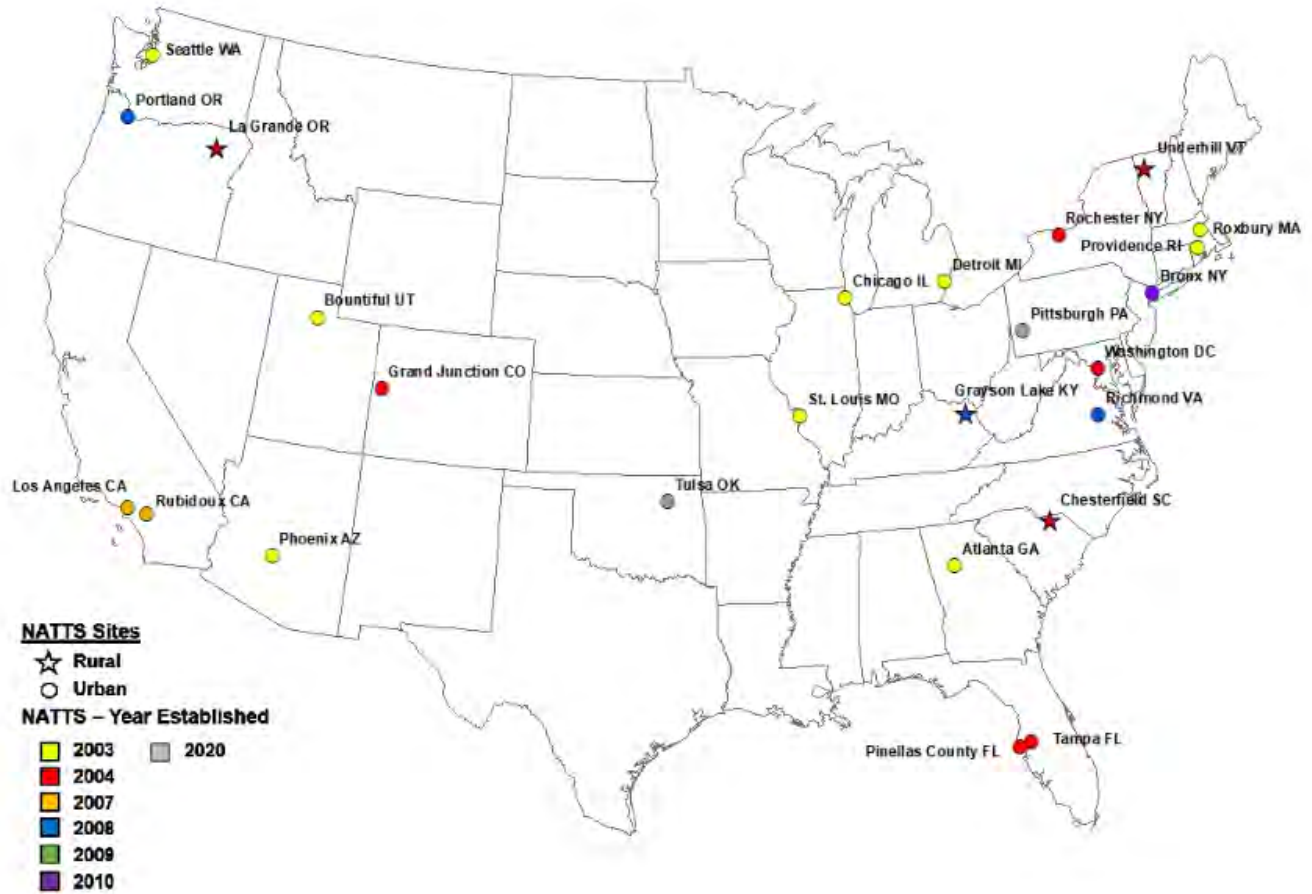 Seattle WA
Portland OR
La Grande OR
Underhill VT
Rochester NY
Roxbury MA
Providence RI
Detroit MI
Chicago IL
Bronx NY
Bountiful UT
Pittsburgh PA
Washington DC
Grand Junction CO
Grayson Lake KY
Richmond VA
St. Louis MO
Los Angeles CA
Rubidoux CA
Tulsa OK
Chesterfield SC
Phoenix AZ
Atlanta GA
Pinellas County FL
Tampa FL
NATTS Sites
Rural
Urban
NATTS – Year Established
2003 2020
2004
2007
2008
2009
2010